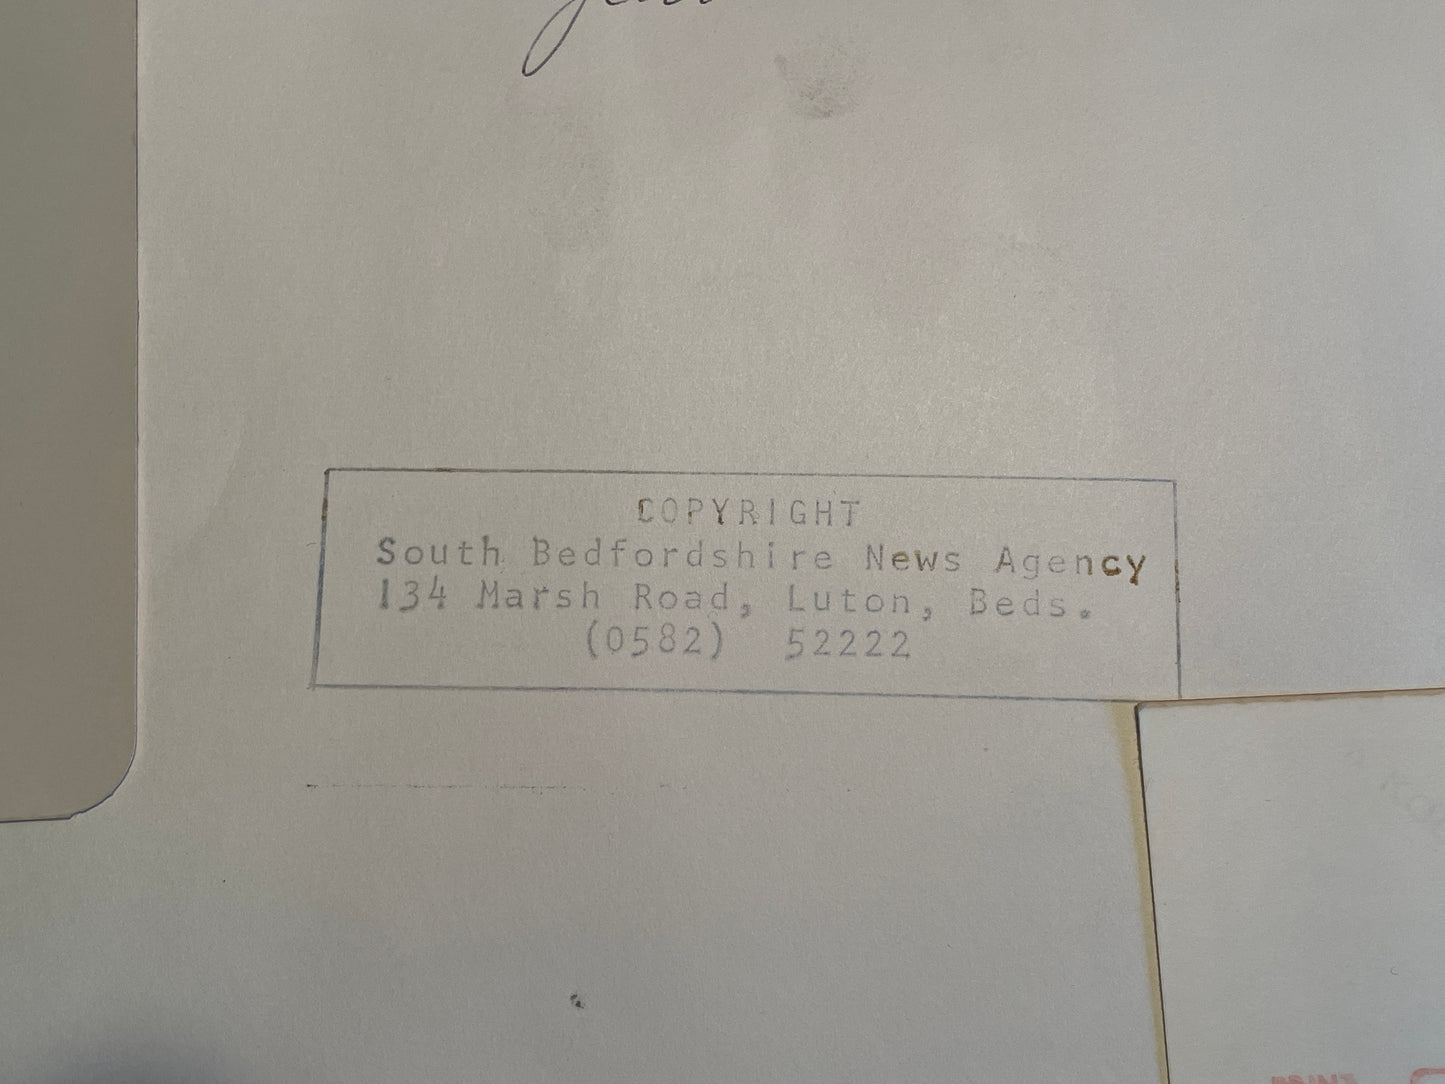 COPYRIGHT
South Bedfordshire News Agency
134 Marsh Road, Luton, Beds.
(0582) 52222